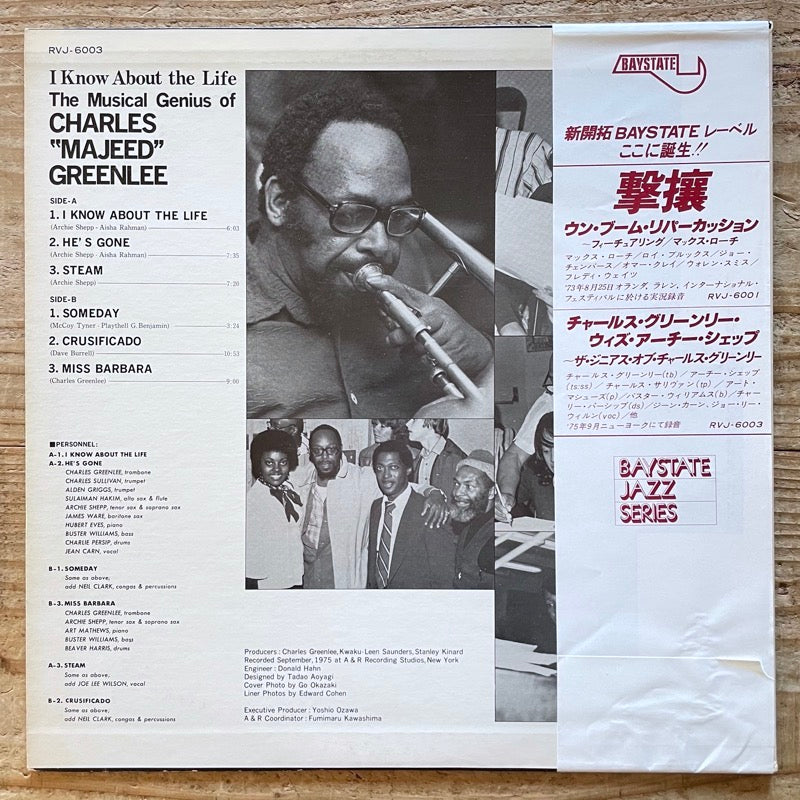 RVJ-6003
I Know About the Life
The Musical Genius of
CHARLES
"MAJEED"
GREENLEE
SIDE-A
1. I KNOW ABOUT THE LIFE
(Archie Shepp - Aisha Rahman) 6:03
2. HE'S GONE
(Archie Shepp - Aisha Rahman) 7:35
3. STEAM
(Archie Shepp) 7:20
SIDE-B
1. SOMEDAY
(McCoy Tyner - Playthell G. Benjamin) 3:24
2. CRUSIFICADO
(Dave Burrell) 10:53
3. MISS BARBARA
(Charles Greenlee) 9:00
■PERSONNEL:
A-1. I KNOW ABOUT THE LIFE
A-2. HE'S GONE
CHARLES GREENLEE, trombone
CHARLES SULLIVAN, trumpet
ALDEN GRIGGS, trumpet
SULAIMAN HAKIM, alto sax & flute
ARCHIE SHEPP, tenor sax & soprano sax
JAMES WARE, baritone sax
HUBERT EVES, piano
BUSTER WILLIAMS, bass
CHARLIE PERSIP, drums
JEAN CARN, vocal
B-1. SOMEDAY
Same as above,
add NEIL CLARK, congas & percussions
B-3. MISS BARBARA
CHARLES GREENLEE, trombone
ARCHIE SHEPP, tenor sax & soprano sax
ART MATHEWS, piano
BUSTER WILLIAMS, bass
BEAVER HARRIS, drums
A-3. STEAM
Same as above;
add JOE LEE WILSON, vocal
B-2. CRUSIFICADO
Same as above;
add NEIL CLARK, congas & percussions
Producers : Charles Greenlee, Kwaku-Leen Saunders, Stanley Kinard
Recorded September, 1975 at A & R Recording Studios, New York
Engineer : Donald Hahn
Designed by Tadao Aoyagi
Cover Photo by Go Okazaki
Liner Photos by Edward Cohen
Executive Producer : Yoshio Ozawa
A & R Coordinator : Fumimaru Kawashima
BAYSTATE
新開拓 BAYSTATE レーベル
ここに誕生!!
撃攘
ウン・ブーム・リパーカッション
〜フィーチュアリング/マックス・ローチ
マックス・ローチ/ロイ・ブルックス/ジョー・
チェンバース/オマー・クレイ/ウォレン・スミス/
フレディ・ウェイツ
'73年8月25日オランダ、ラレン、インターナショナル・
フェスティバルに於ける実況録音 RVJ-6001
チャールス・グリーンリー・
ウィズ・アーチー・シェップ
〜ザ・ジニアス・オブ・チャールス・グリーンリー
チャールス・グリーンリー(tb)/アーチー・シェップ
(ts:ss)/チャールス・サリヴァン(tp)/アート・
マシューズ(p)/バスター・ウィリアムス(b)/チャー
リー・パーシップ(ds)/ジーン・カーン、ジョー・リー・
ウィルソン(voc)/他
'75年9月ニューヨークにて録音 RVJ-6003
BAYSTATE
JAZZ
SERIES